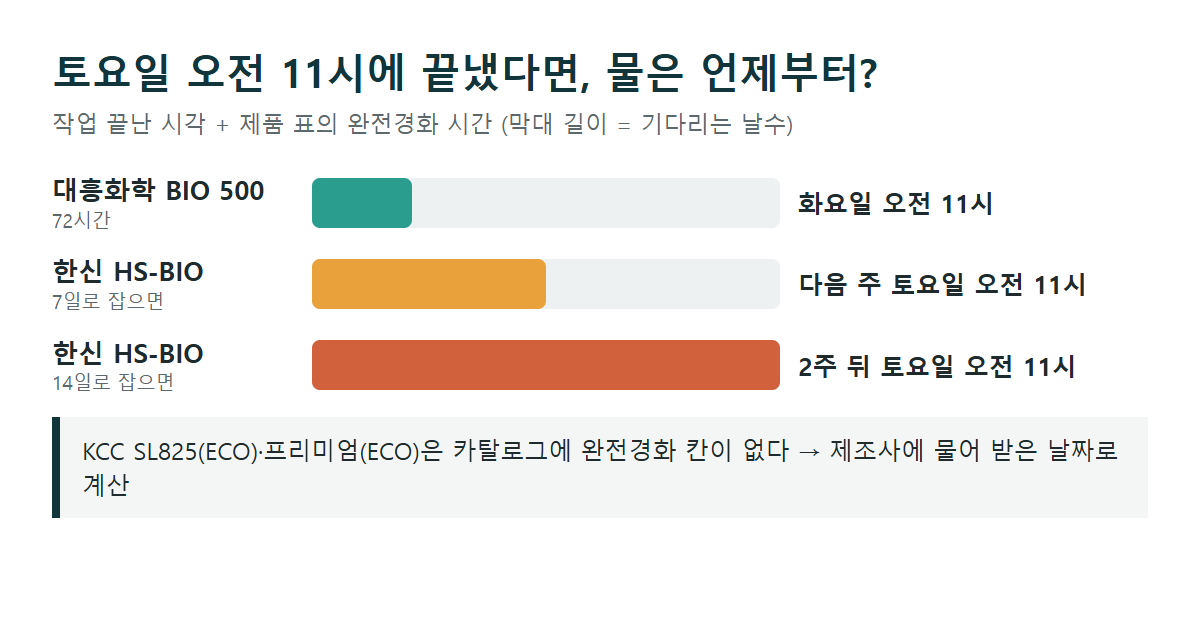 토요일 오전 11시에 끝냈다면, 물은 언제부터?
작업 끝난 시각 + 제품 표의 완전경화 시간 (막대 길이 = 기다리는 날수)
대흥화학 BIO 500
72시간
화요일 오전 11시
한신 HS-BIO
7일로 잡으면
다음 주 토요일 오전 11시
한신 HS-BIO
14일로 잡으면
2주 뒤 토요일 오전 11시
KCC SL825(ECO)·프리미엄(ECO)은 카탈로그에 완전경화 칸이 없다 → 제조사에 물어 받은 날짜로
계산